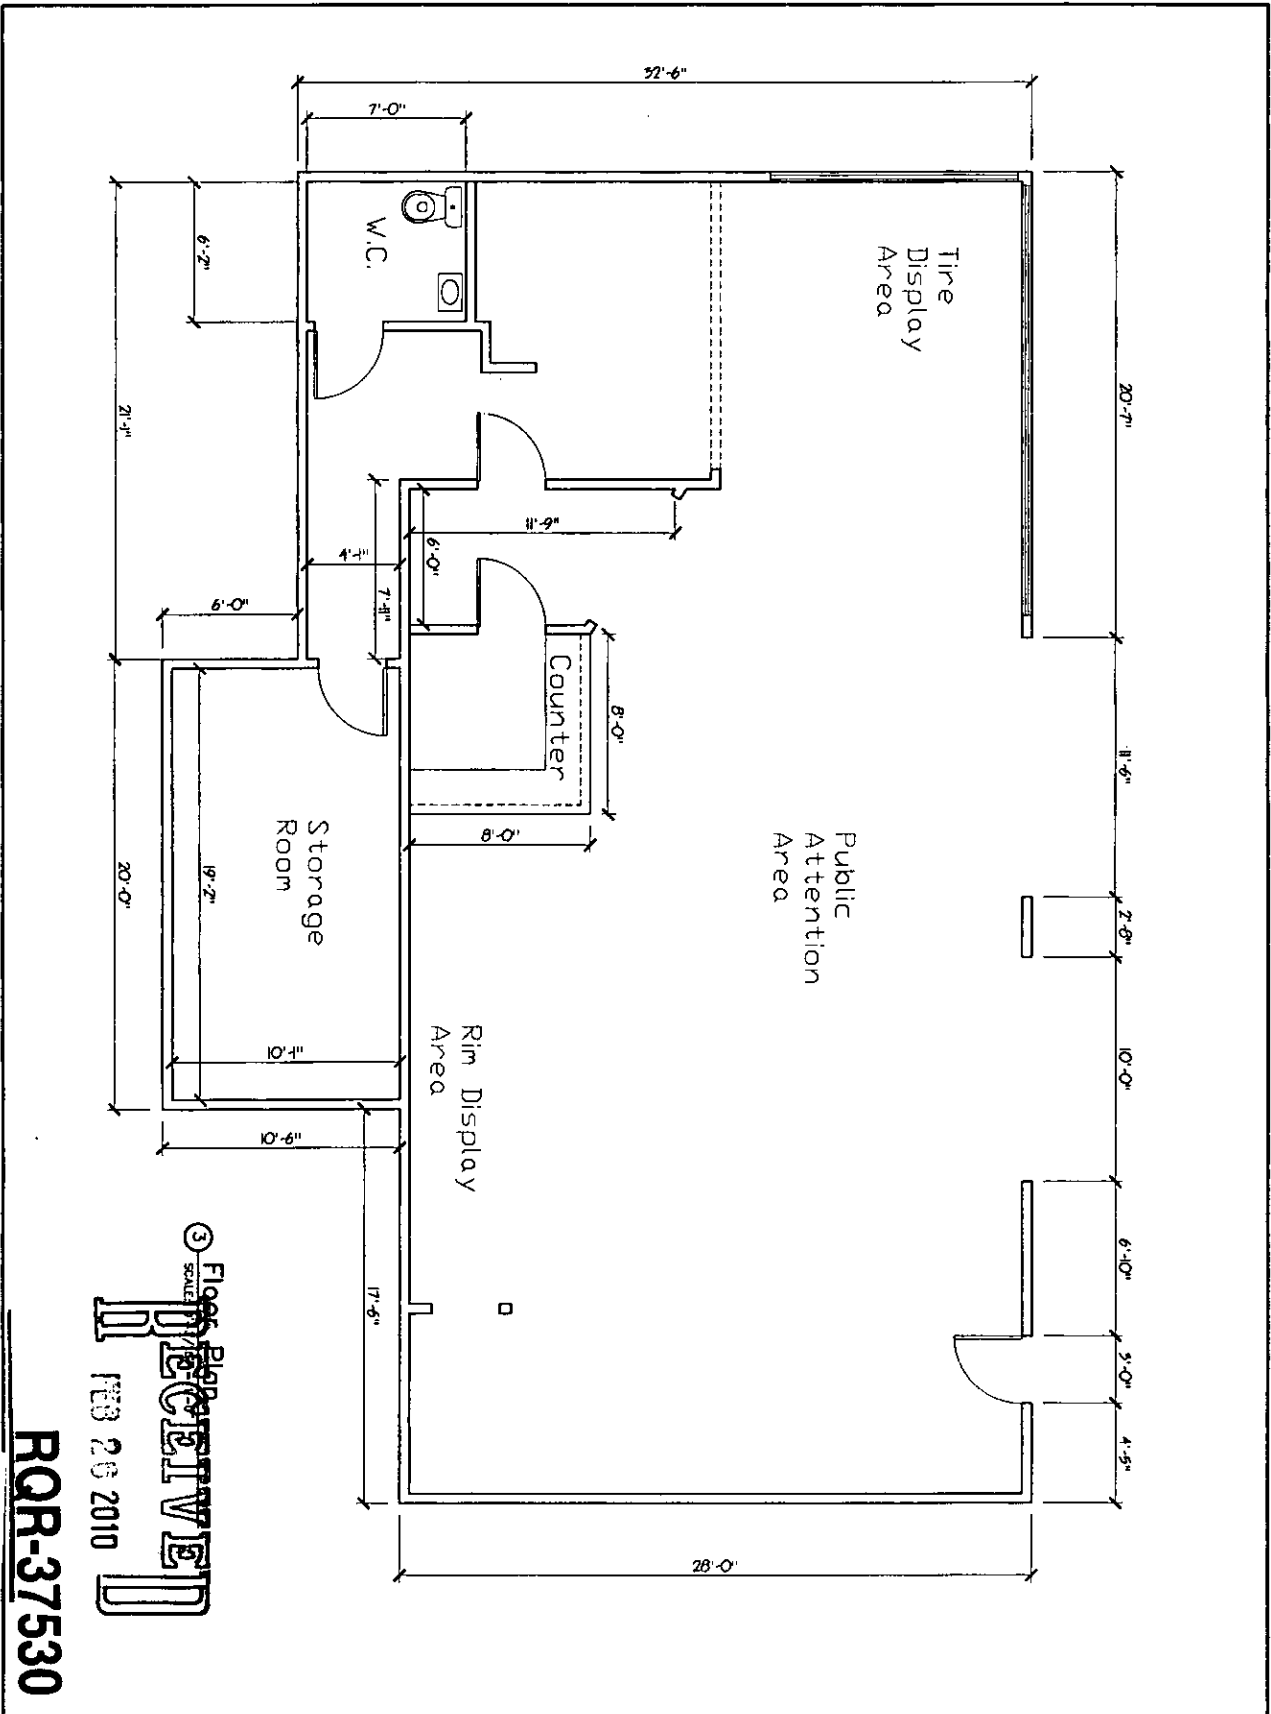 20'-7"
11'-6"
2'-8"
10'-0"
6'-10"
3'-0"
4'-5"
32'-6"
Tire
Display
Area
Public
Attention
Area
28'-0"
11'-9"
8'-0"
Counter
8'-0"
6'-0"
Rim Display
Area
7'-0"
W.C.
7'-11"
4'-1"
17'-6"
Storage
Room
10'-1"
10'-6"
6'-0"
6'-2"
19'-2"
21'-1"
20'-0"
3
Floor Plan
SCALE:
RECEIVED
FEB 26 2010
RQR-37530